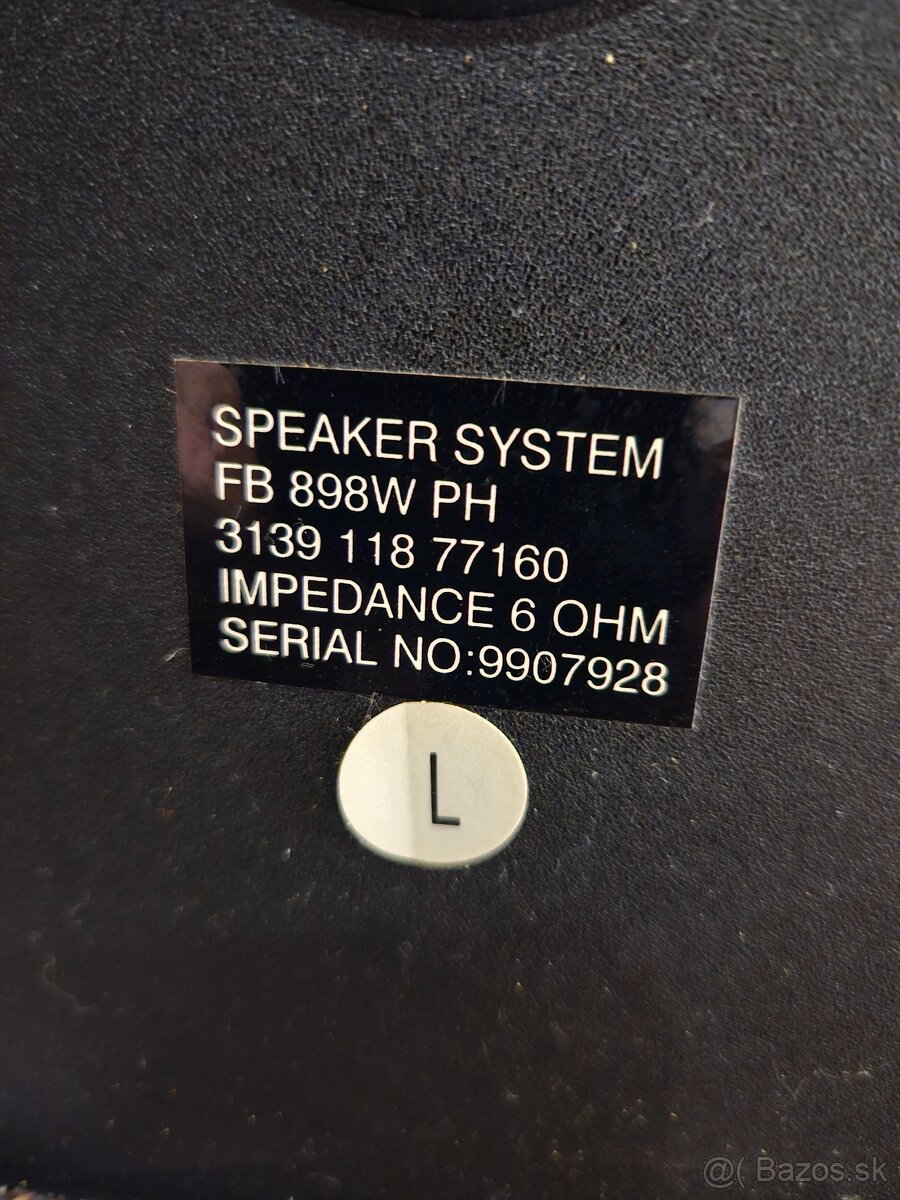 SPEAKER SYSTEM
FB 898W PH
3139 118 77160
IMPEDANCE 6 OHM
SERIAL NO:9907928
L
@( Bazos.sk